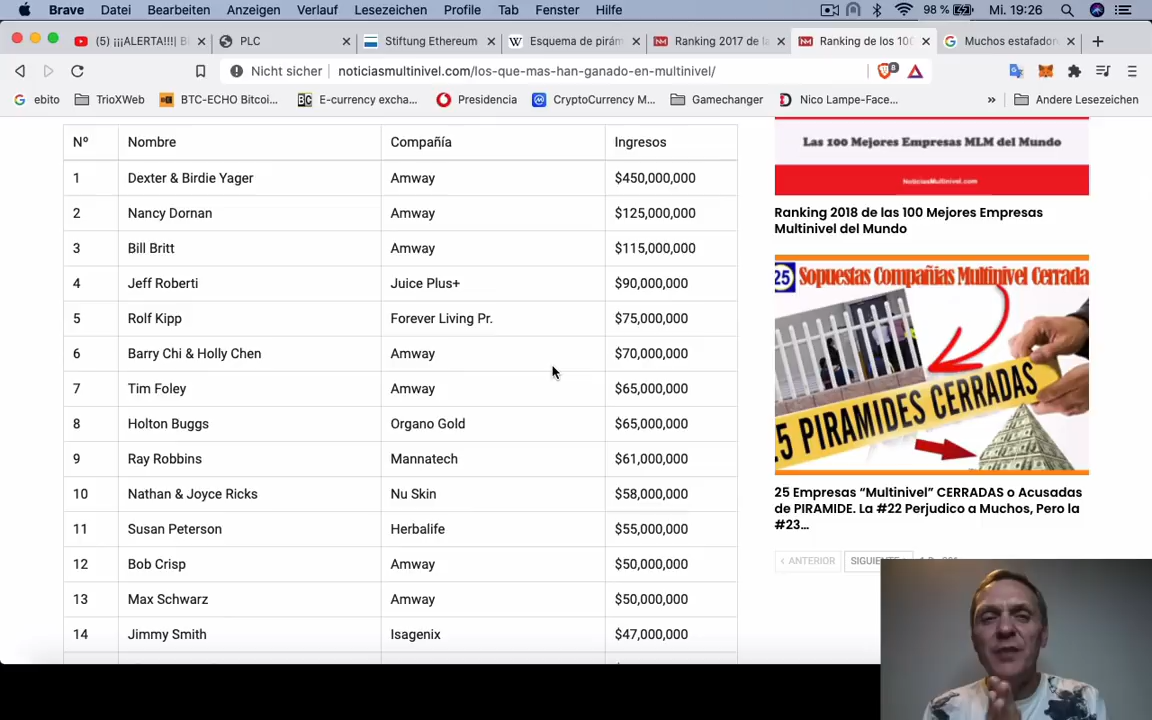 Brave Datei Bearbeiten Anzeigen Verlauf Lesezeichen Profile Tab Fenster Hilfe 98 % Mi. 19:26
(5) ¡¡¡ALERTA!!!| B PLC Stiftung Ethereum Esquema de pirám Ranking 2017 de la Ranking de los 100 Muchos estafador
Nicht sicher noticiasmultinivel.com/los-que-mas-han-ganado-en-multinivel/
ebito TrioXWeb BTC-ECHO Bitcoi... E-currency excha... Presidencia CryptoCurrency M... Gamechanger Nico Lampe-Face... » Andere Lesezeichen
Nº Nombre Compañía Ingresos
1 Dexter & Birdie Yager Amway $450,000,000
2 Nancy Dornan Amway $125,000,000
3 Bill Britt Amway $115,000,000
4 Jeff Roberti Juice Plus+ $90,000,000
5 Rolf Kipp Forever Living Pr. $75,000,000
6 Barry Chi & Holly Chen Amway $70,000,000
7 Tim Foley Amway $65,000,000
8 Holton Buggs Organo Gold $65,000,000
9 Ray Robbins Mannatech $61,000,000
10 Nathan & Joyce Ricks Nu Skin $58,000,000
11 Susan Peterson Herbalife $55,000,000
12 Bob Crisp Amway $50,000,000
13 Max Schwarz Amway $50,000,000
14 Jimmy Smith Isagenix $47,000,000
Las 100 Mejores Empresas MLM del Mundo
NoticiasMultinivel.com
Ranking 2018 de las 100 Mejores Empresas
Multinivel del Mundo
25 Sopuestas Compañias Multinivel Cerrada
5 PIRAMIDES CERRADAS
25 Empresas “Multinivel” CERRADAS o Acusadas
de PIRAMIDE. La #22 Perjudico a Muchos, Pero la
#23...
‹ ANTERIOR SIGUIENTE